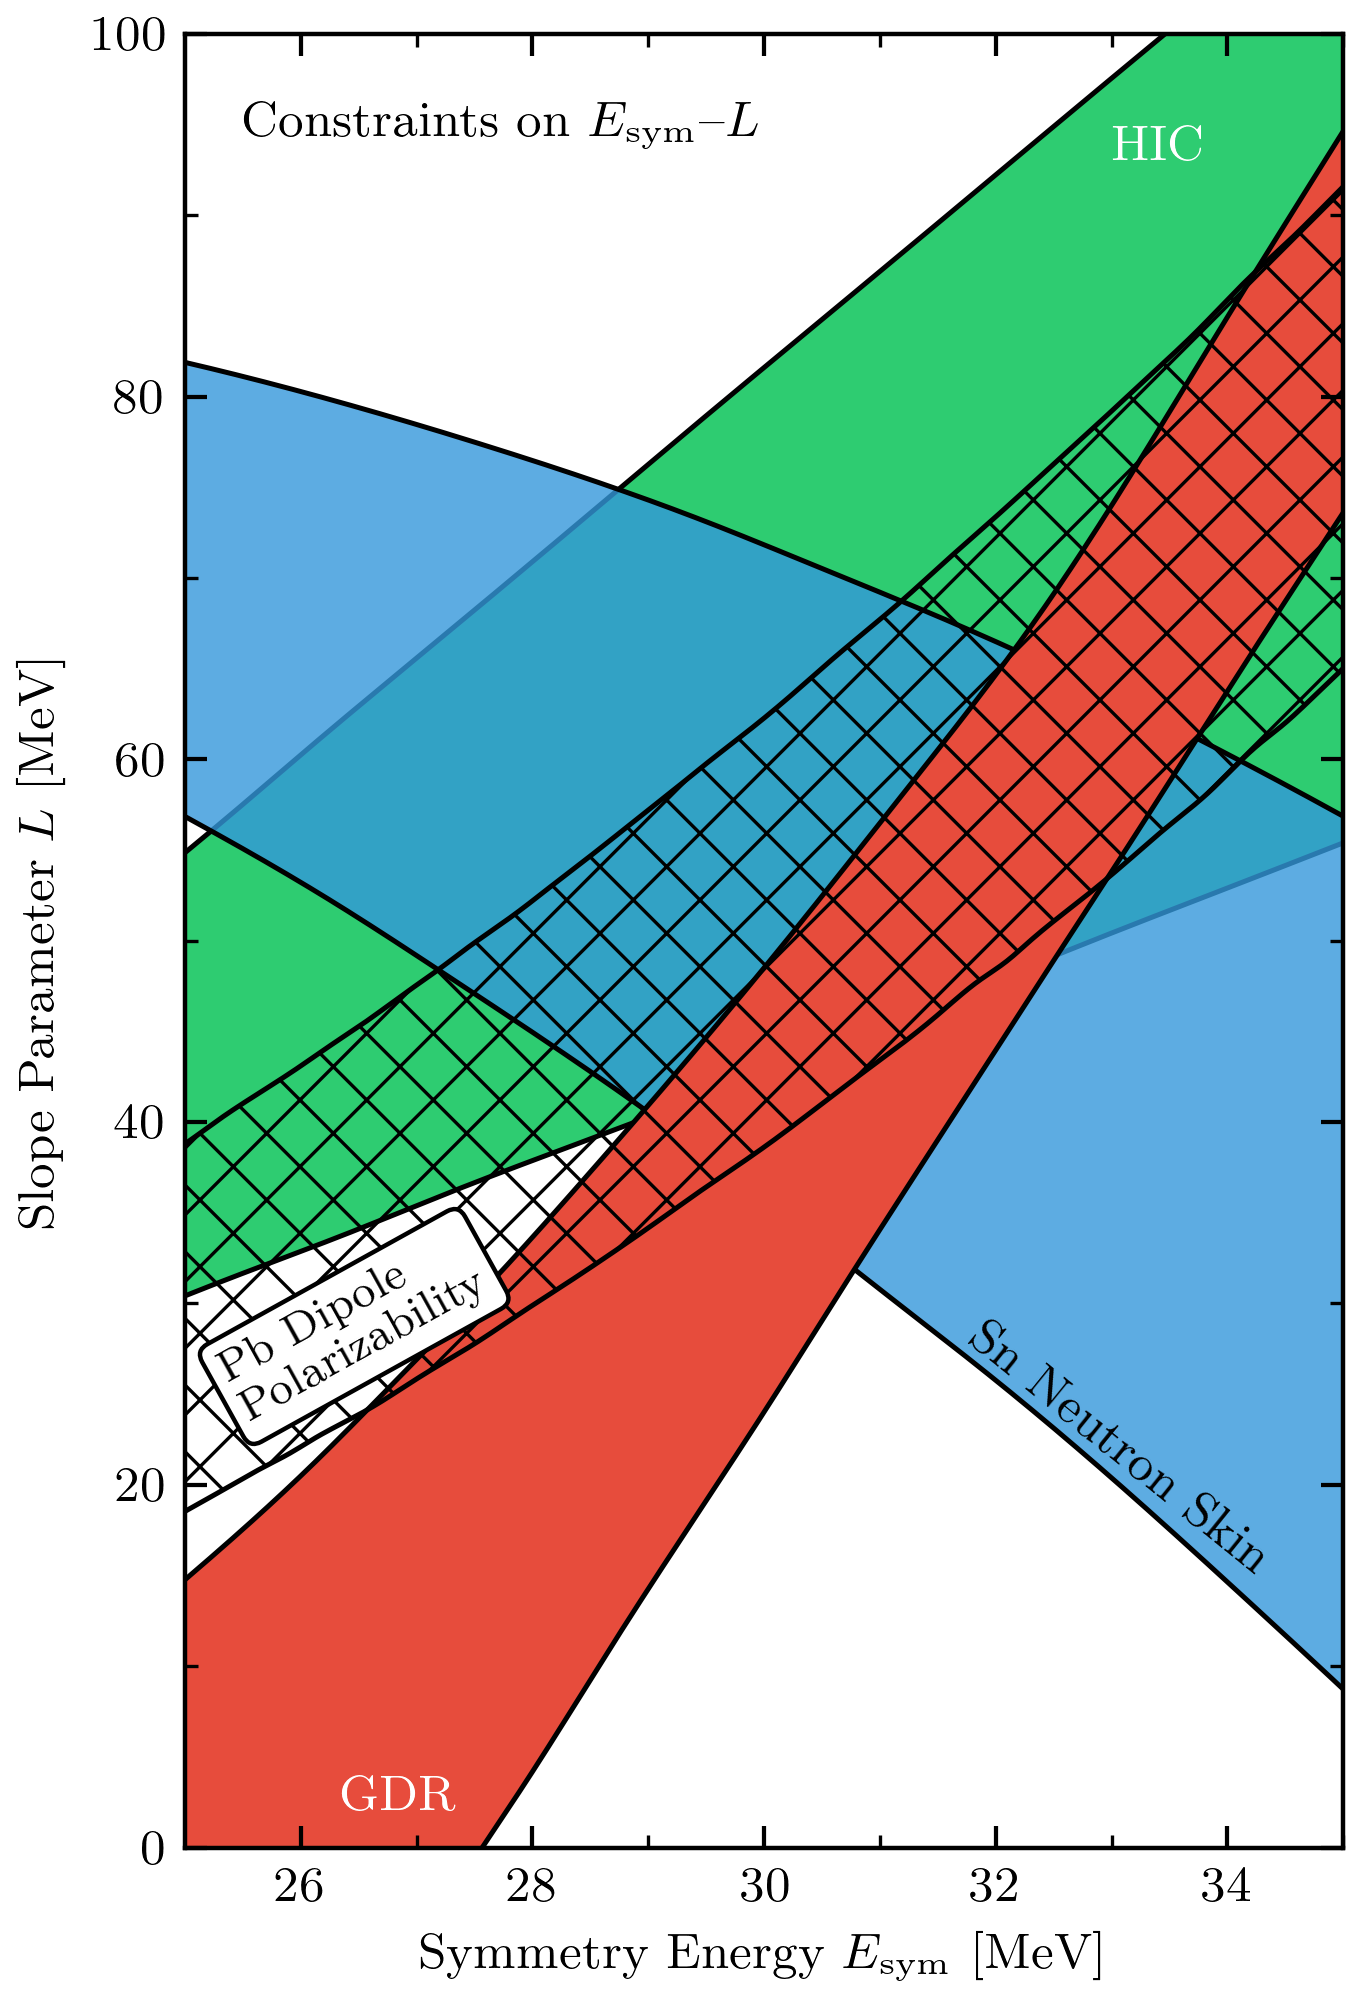 100
80
60
40
20
0
Slope Parameter L [MeV]
Constraints on E_sym–L
HIC
Pb Dipole
Polarizability
Sn Neutron Skin
GDR
26 28 30 32 34
Symmetry Energy E_sym [MeV]